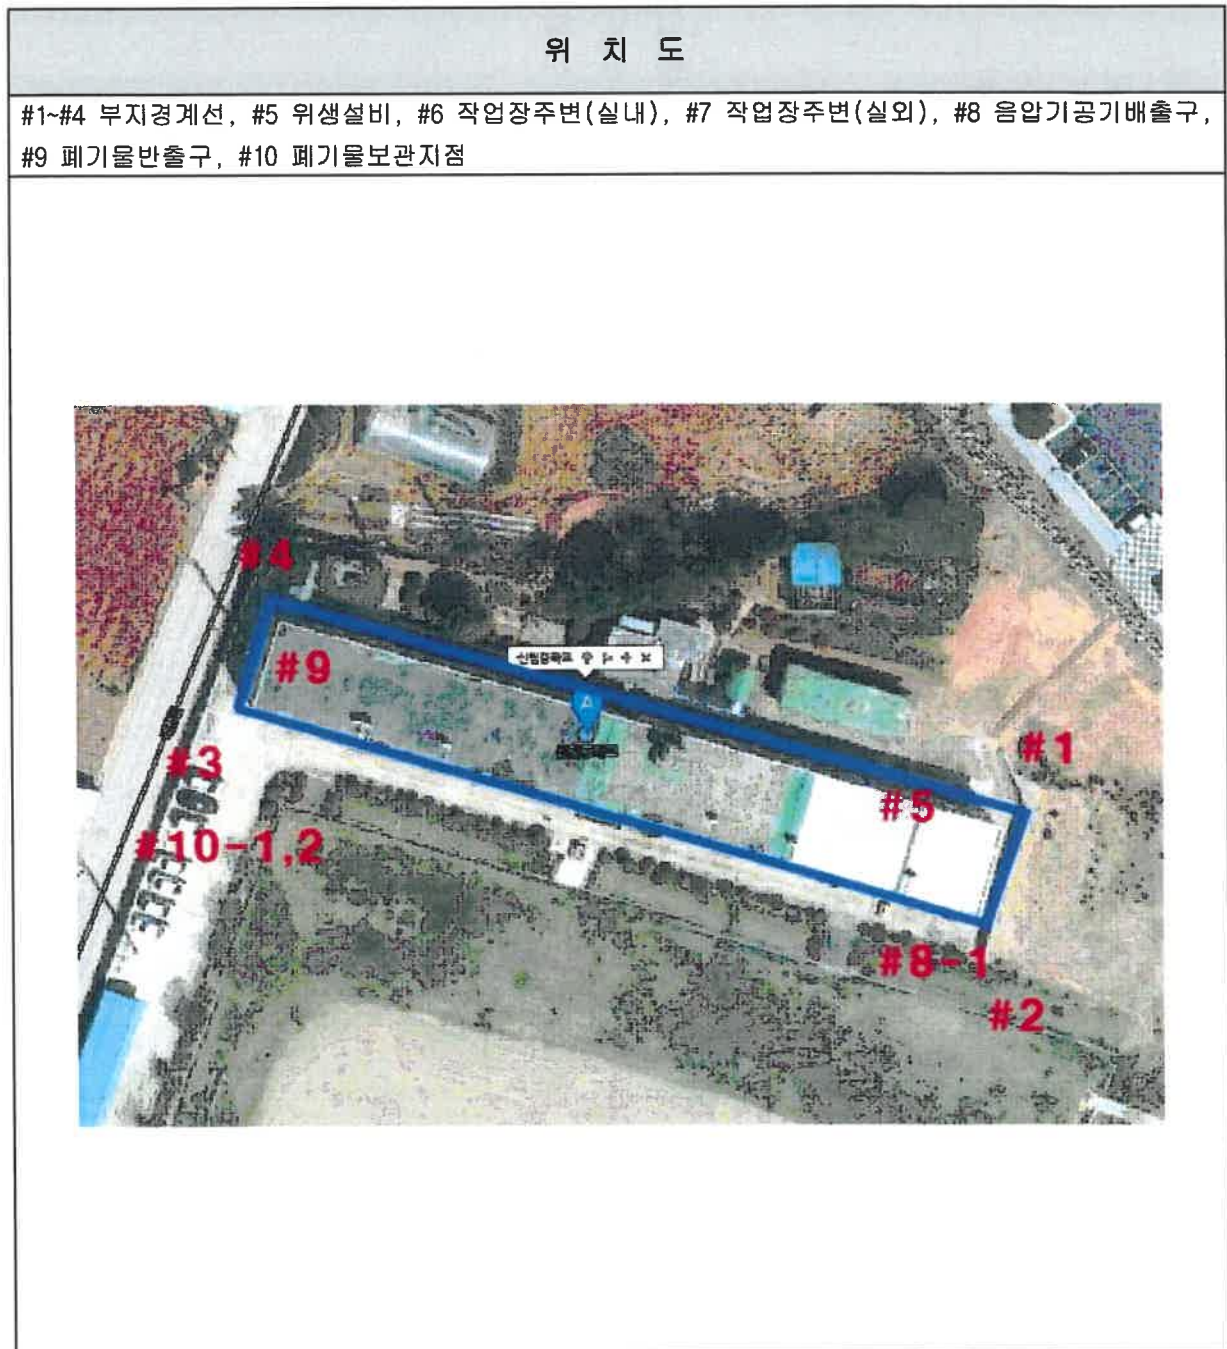 위 치 도
#1~#4 부지경계선, #5 위생설비, #6 작업장주변(실내), #7 작업장주변(실외), #8 음압기공기배출구,
#9 폐기물반출구, #10 폐기물보관지점
#4
#9
#1
#3
#5
#10-1,2
#8-1
#2